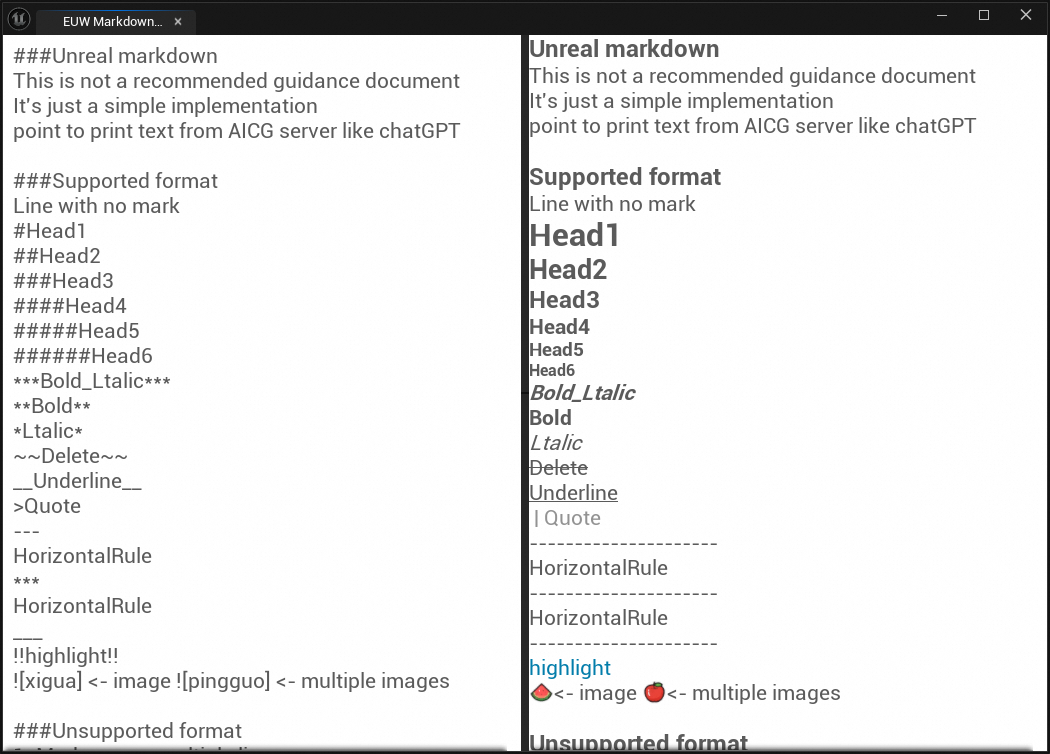 EUW Markdown...
###Unreal markdown
This is not a recommended guidance document
It's just a simple implementation
point to print text from AICG server like chatGPT
###Supported format
Line with no mark
#Head1
##Head2
###Head3
####Head4
#####Head5
######Head6
***Bold_Ltalic***
**Bold**
*Ltalic*
~~Delete~~
__Underline__
>Quote
---
HorizontalRule
***
HorizontalRule
___
!!highlight!!
![xigua] <- image ![pingguo] <- multiple images
###Unsupported format
Unreal markdown
This is not a recommended guidance document
It's just a simple implementation
point to print text from AICG server like chatGPT
Supported format
Line with no mark
Head1
Head2
Head3
Head4
Head5
Head6
Bold_Ltalic
Bold
Ltalic
Delete
Underline
| Quote
---------------------
HorizontalRule
---------------------
HorizontalRule
---------------------
highlight
🍉<- image 🍎<- multiple images
Unsupported format